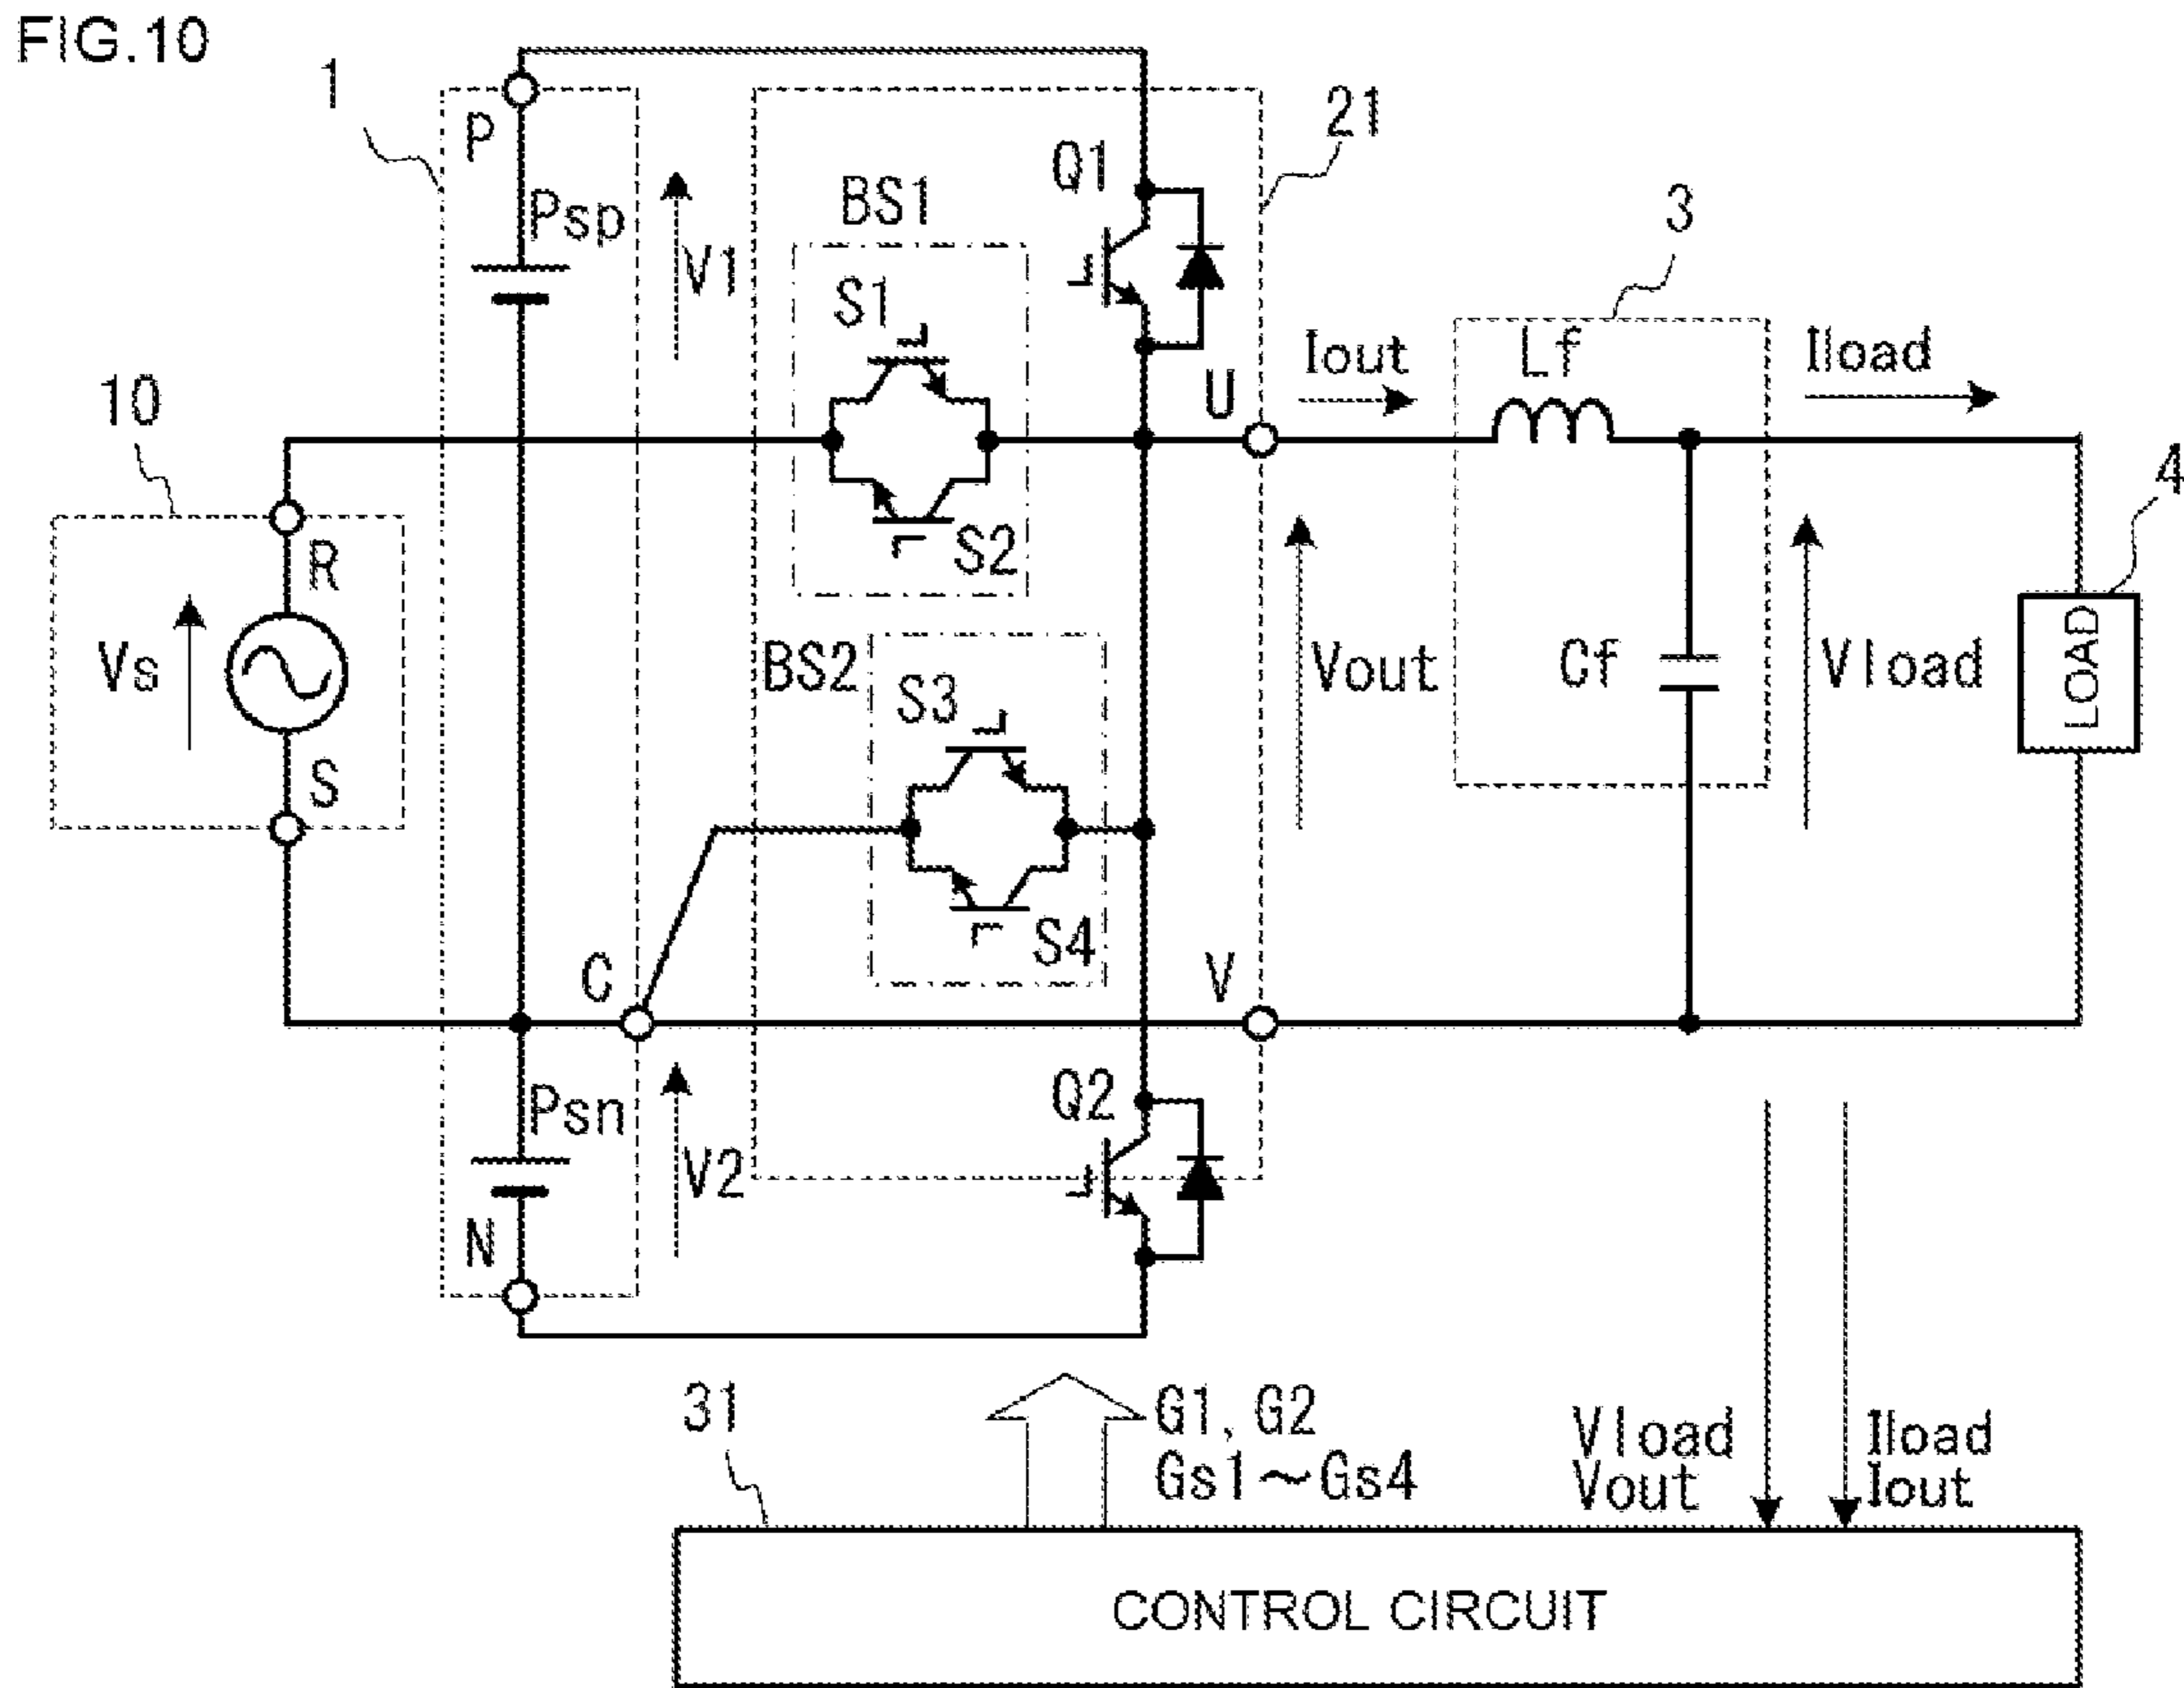 FIG.10
1
P
Psp
V1
BS1
Q1
21
S1
3
Iout
Lf
Iload
10
U
R
S2
4
Vs
BS2
S3
Vout
Cf
Vload
LOAD
S
S4
C
V
Psn
Q2
V2
N
31
G1, G2
Gs1～Gs4
Vload
Vout
Iload
Iout
CONTROL CIRCUIT